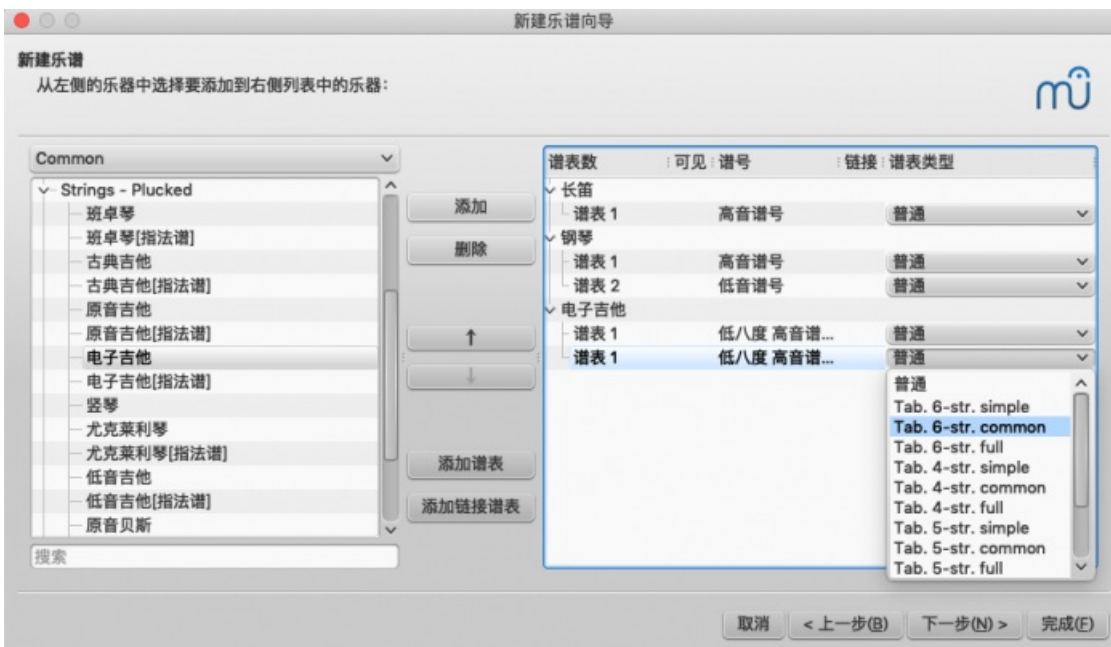 新建乐谱向导
新建乐谱
从左侧的乐器中选择要添加到右侧列表中的乐器:
mû
Common
Strings - Plucked
班卓琴
班卓琴[指法谱]
古典吉他
古典吉他[指法谱]
原音吉他
原音吉他[指法谱]
电子吉他
电子吉他[指法谱]
竖琴
尤克莱利琴
尤克莱利琴[指法谱]
低音吉他
低音吉他[指法谱]
原音贝斯
搜索
添加
删除
↑
↓
添加谱表
添加链接谱表
谱表数 可见 谱号 链接 谱表类型
长笛
谱表 1 高音谱号 普通
钢琴
谱表 1 高音谱号 普通
谱表 2 低音谱号 普通
电子吉他
谱表 1 低八度 高音谱... 普通
谱表 1 低八度 高音谱... 普通
普通
Tab. 6-str. simple
Tab. 6-str. common
Tab. 6-str. full
Tab. 4-str. simple
Tab. 4-str. common
Tab. 4-str. full
Tab. 5-str. simple
Tab. 5-str. common
Tab. 5-str. full
取消 < 上一步(B) 下一步(N) > 完成(F)